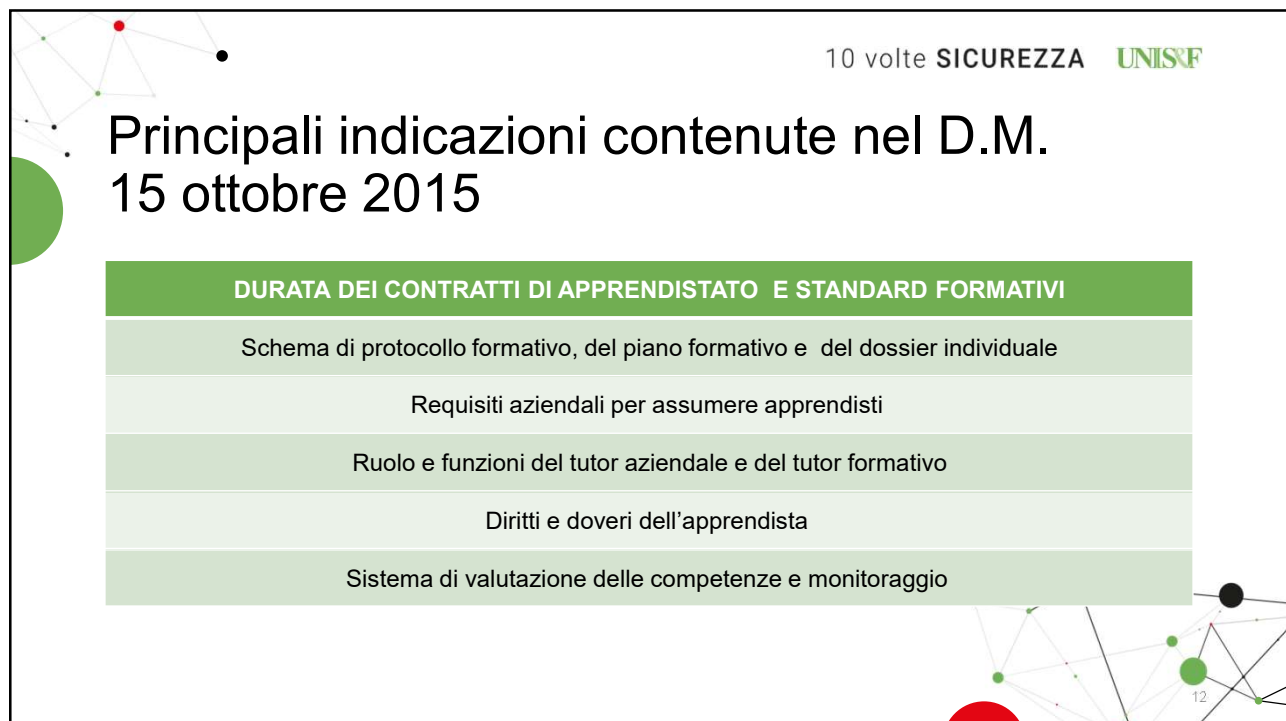 10 volte SICUREZZA UNIS&F
Principali indicazioni contenute nel D.M.
15 ottobre 2015
DURATA DEI CONTRATTI DI APPRENDISTATO E STANDARD FORMATIVI
Schema di protocollo formativo, del piano formativo e del dossier individuale
Requisiti aziendali per assumere apprendisti
Ruolo e funzioni del tutor aziendale e del tutor formativo
Diritti e doveri dell’apprendista
Sistema di valutazione delle competenze e monitoraggio
12